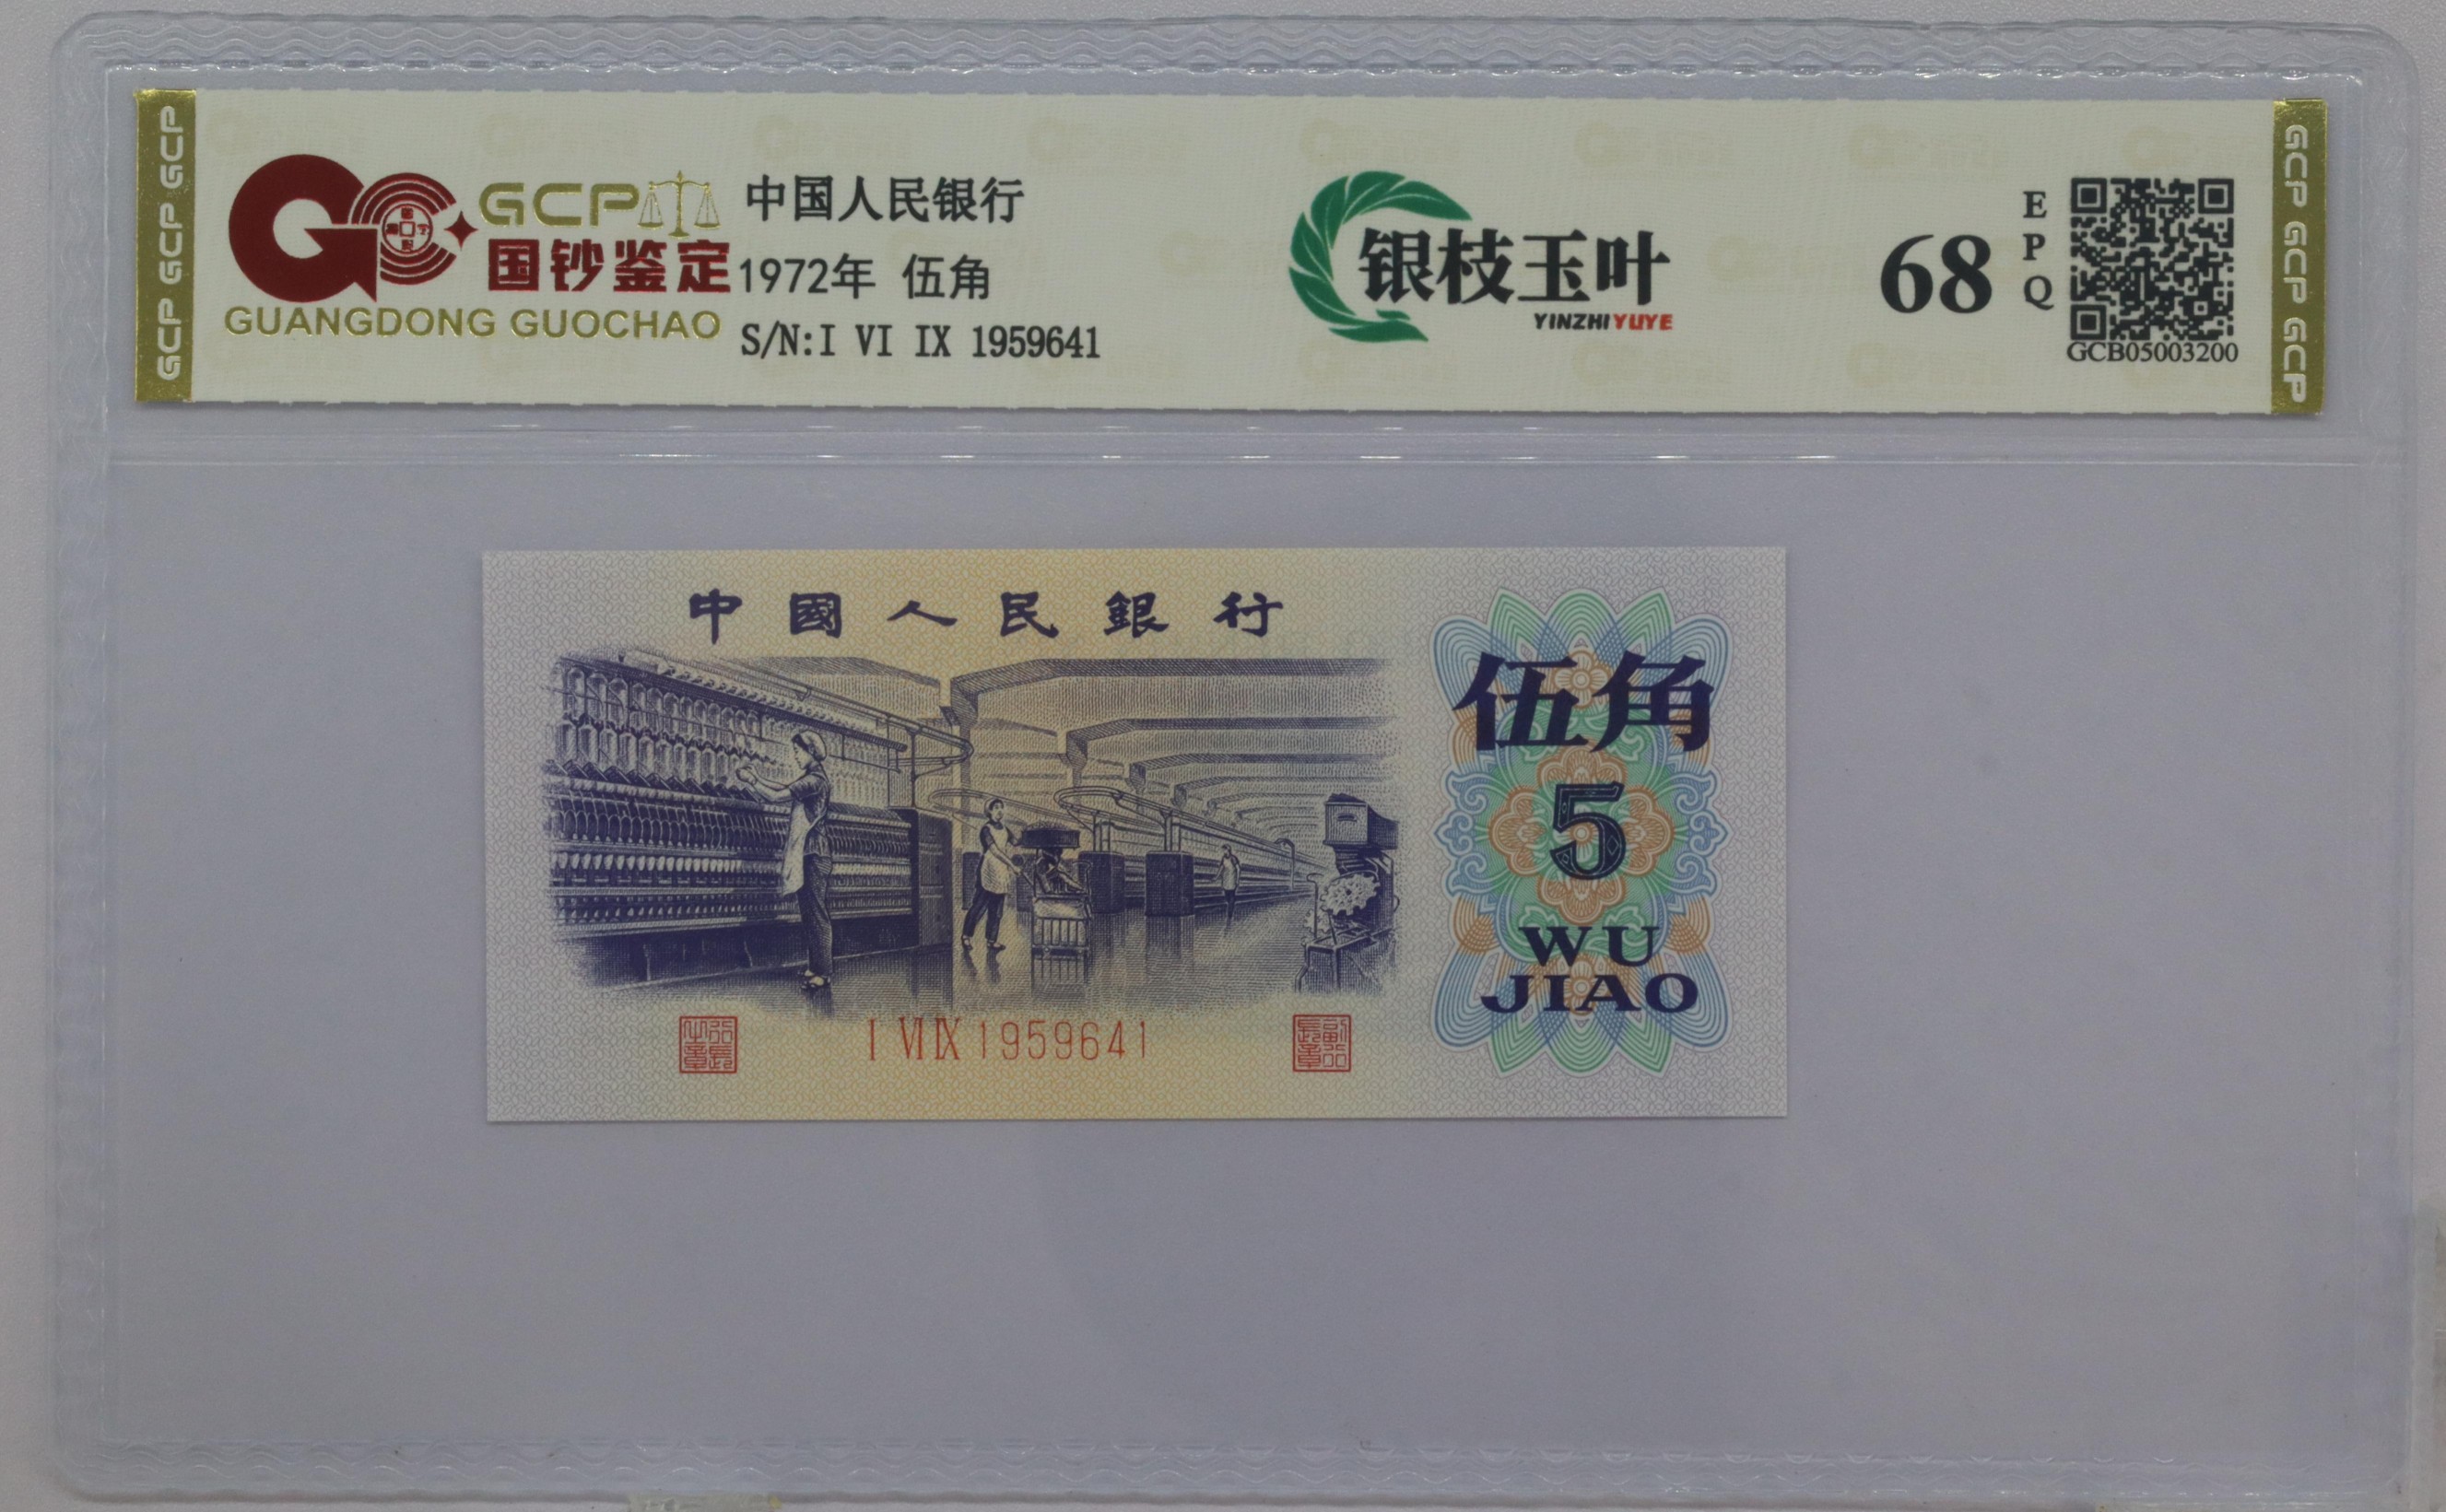 GCP GCP GCP
GCP
国钞鉴定
GUANGDONG GUOCHAO
中国人民银行
1972年 伍角
S/N:I VI IX 1959641
银枝玉叶
YINZHIYUYE
68
EPQ
GCB05003200
GCP GCP GCP
中國人民銀行
伍角
5
WU
JIAO
I VI IX 1959641